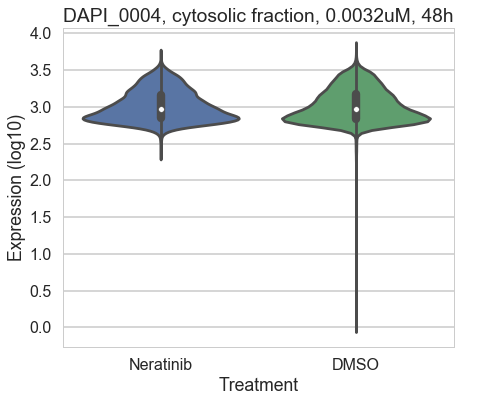 DAPI_0004, cytosolic fraction, 0.0032uM, 48h
4.0
3.5
3.0
2.5
2.0
1.5
1.0
0.5
0.0
Expression (log10)
Neratinib DMSO
Treatment